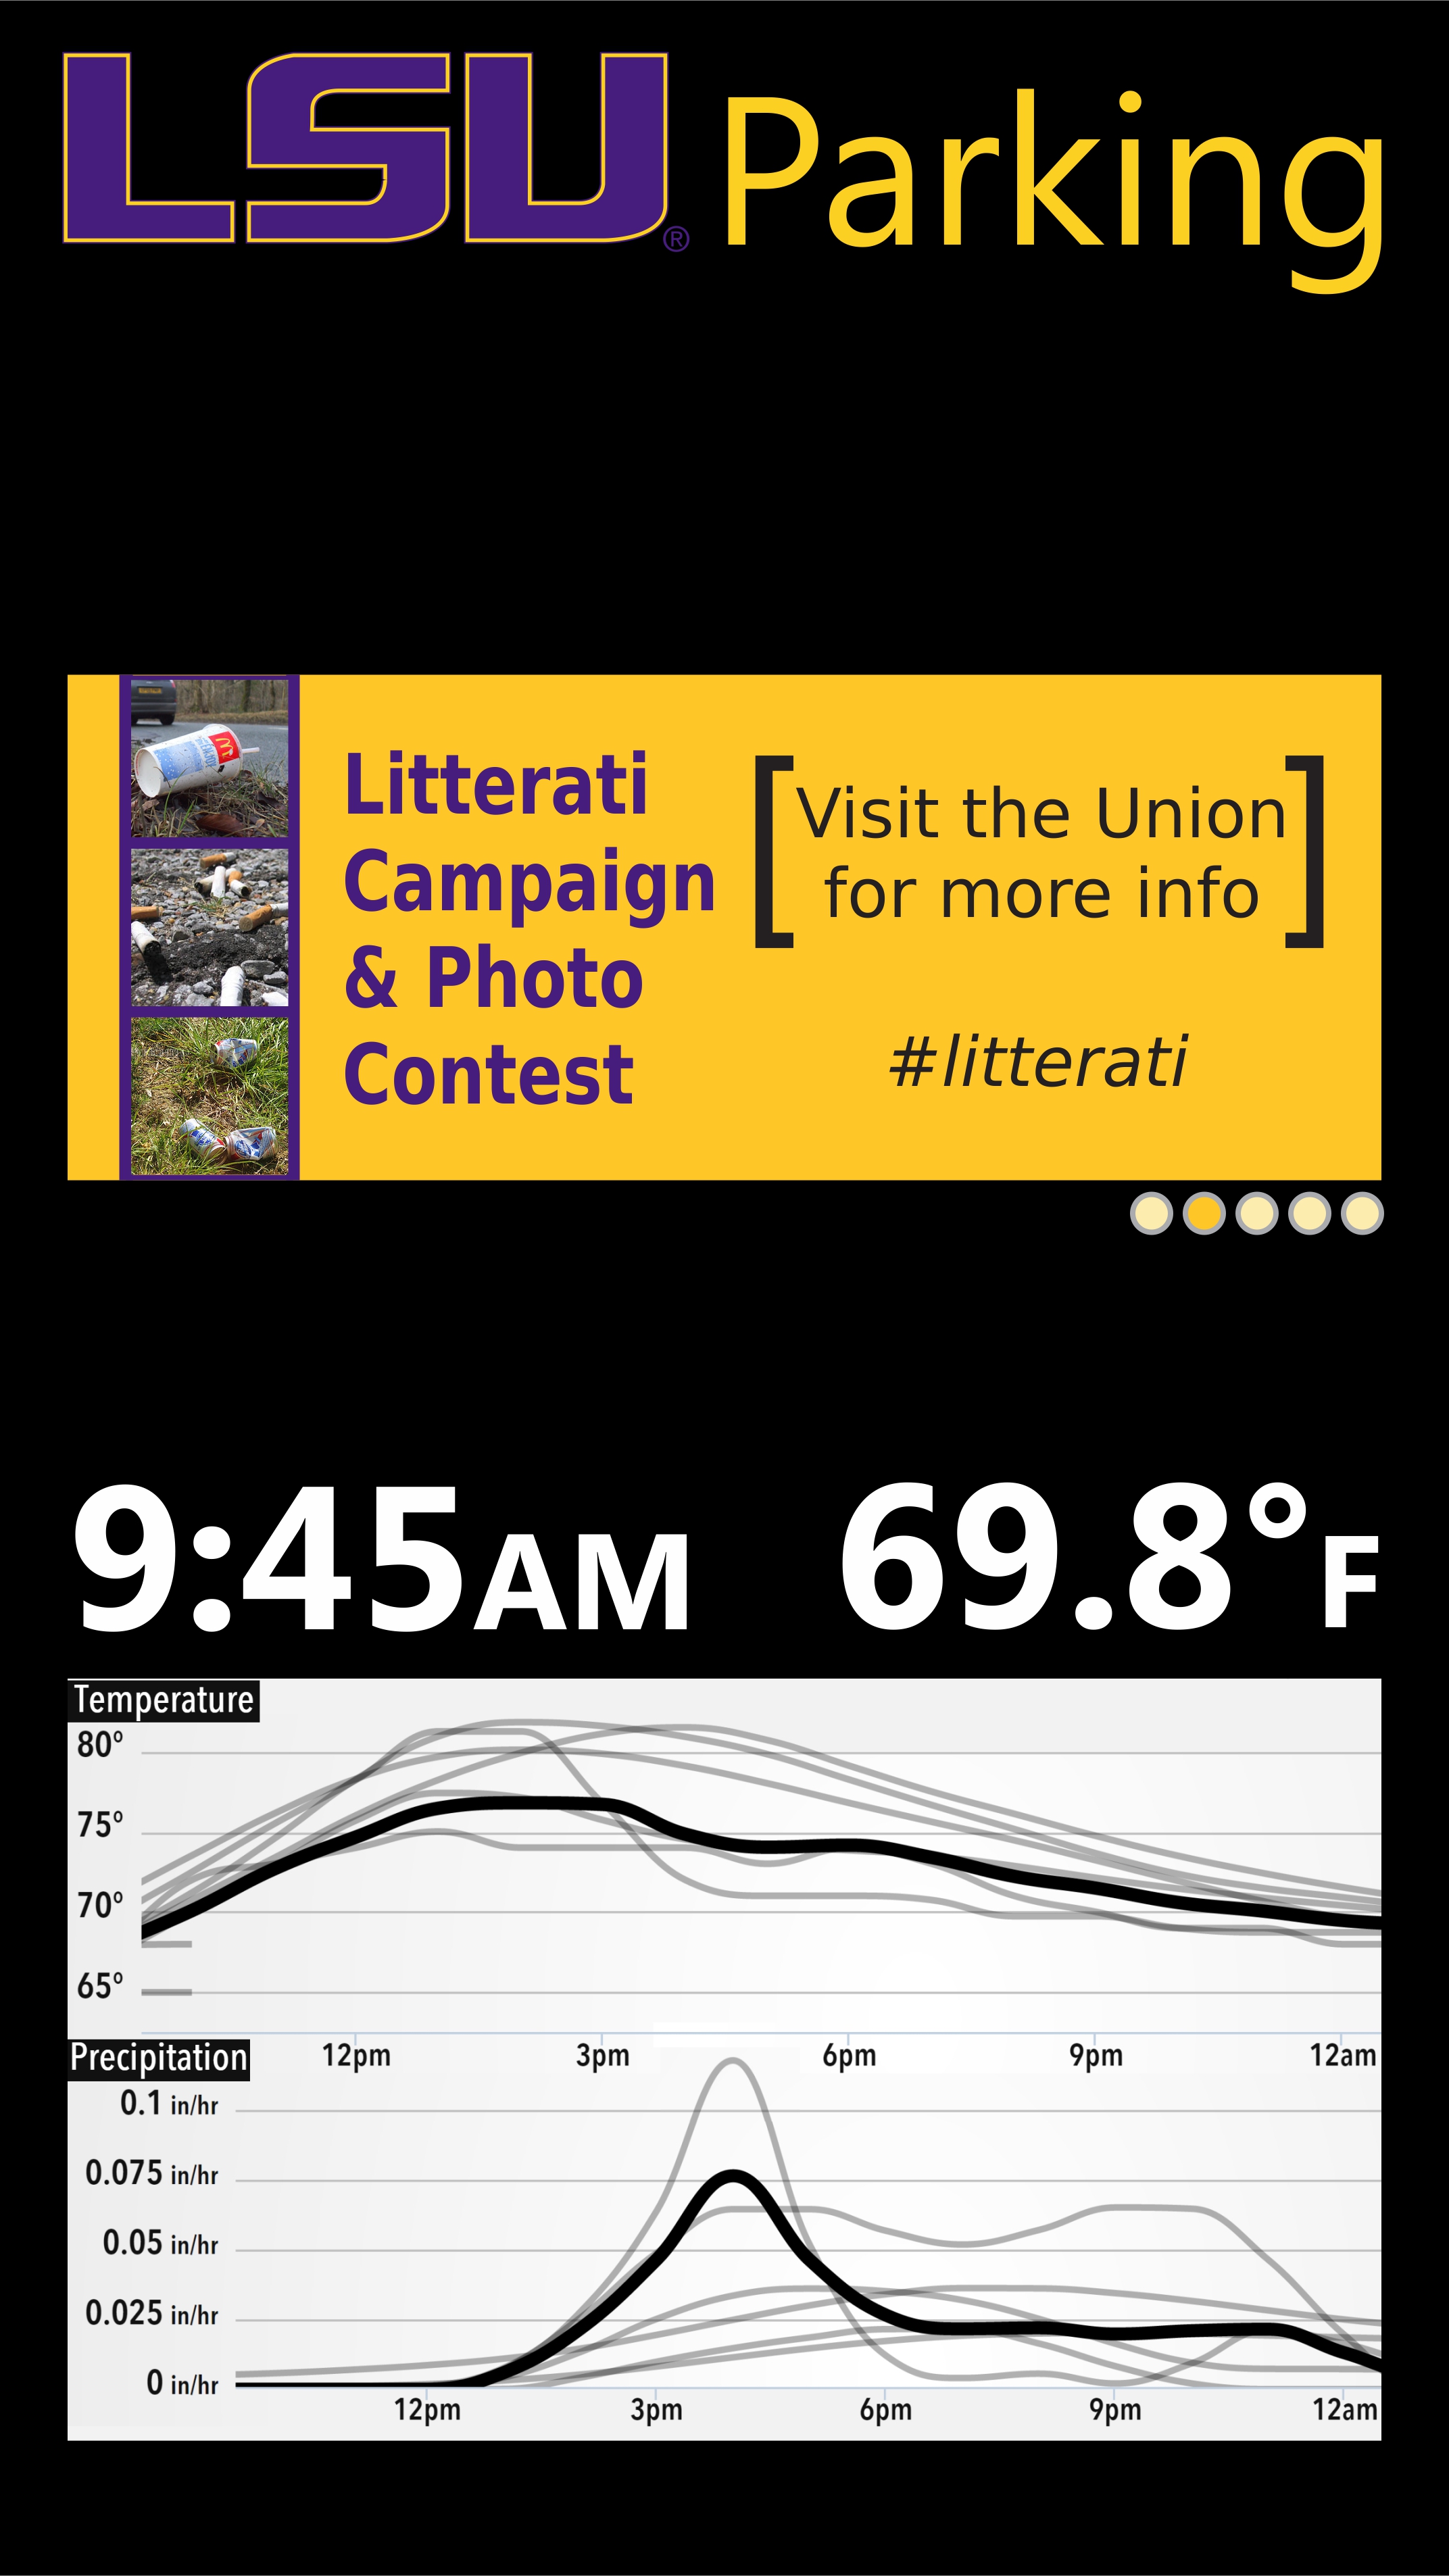 LSU® Parking
Litterati
Campaign
& Photo
Contest
[Visit the Union
for more info]
#litterati
9:45AM 69.8°F
Temperature
80°
75°
70°
65°
12pm 3pm 6pm 9pm 12am
Precipitation
0.1 in/hr
0.075 in/hr
0.05 in/hr
0.025 in/hr
0 in/hr
12pm 3pm 6pm 9pm 12am